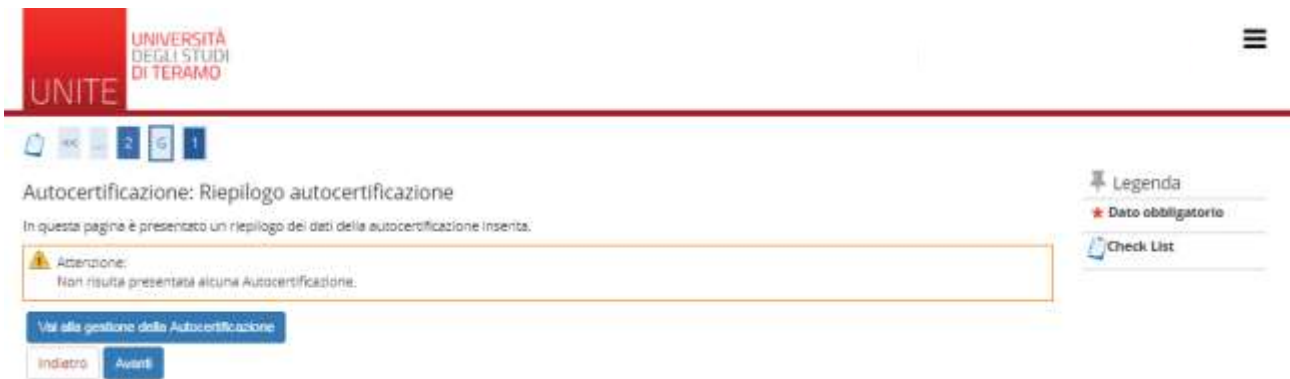 UNITE
UNIVERSITÀ
DEGLI STUDI
DI TERAMO
<< ... 2 G 1
Autocertificazione: Riepilogo autocertificazione
In questa pagina è presentato un riepilogo dei dati della autocertificazione inserita.
Attenzione:
Non risulta presentata alcuna Autocertificazione.
Vai alla gestione della Autocertificazione
Indietro Avanti
Legenda
* Dato obbligatorio
Check List